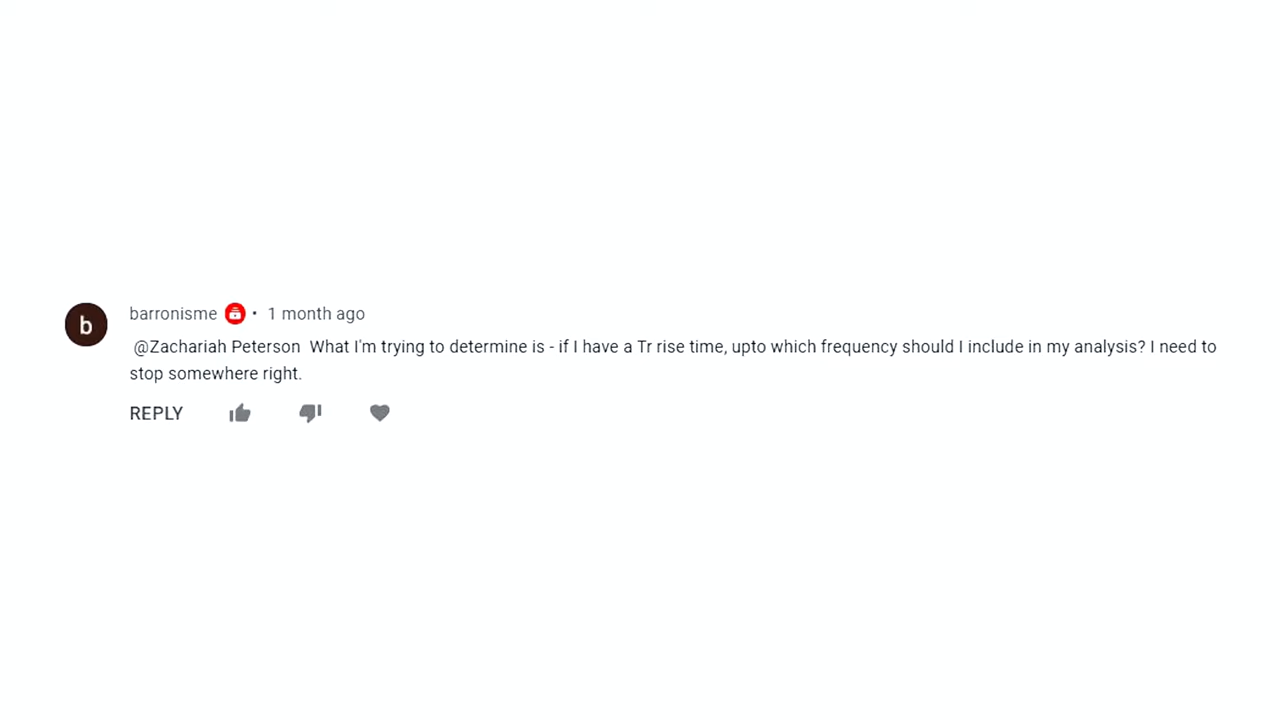 b
barronisme • 1 month ago
@Zachariah Peterson What I'm trying to determine is - if I have a Tr rise time, upto which frequency should I include in my analysis? I need to
stop somewhere right.
REPLY